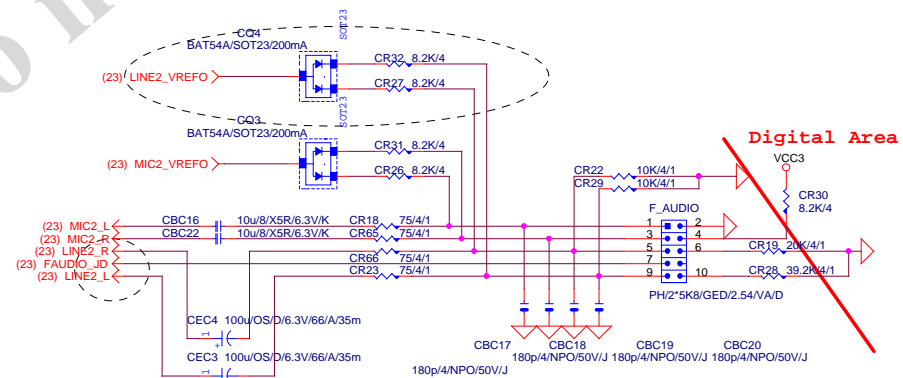 CQ4
BAT54A/SOT23/200mA
SOT23
(23) LINE2_VREFO
CR32 8.2K/4
CR27 8.2K/4
SOT23
CQ3
BAT54A/SOT23/200mA
(23) MIC2_VREFO
CR31 8.2K/4
CR26 8.2K/4
Digital Area
VCC3
CR30
8.2K/4
CR22 10K/4/1
CR29 10K/4/1
F_AUDIO
(23) MIC2_L CBC16 10u/8/X5R/6.3V/K CR18 75/4/1 1 2
(23) MIC2_R CBC22 10u/8/X5R/6.3V/K CR65 75/4/1 3 4
(23) LINE2_R 5 6 CR19 20K/4/1
(23) FAUDIO_JD CR66 75/4/1 7
(23) LINE2_L CR23 75/4/1 9 10 CR28 39.2K/4/1
PH/2*5K8/GED/2.54/VA/D
CEC4 100u/OS/D/6.3V/66/A/35m
1
+
CEC3 100u/OS/D/6.3V/66/A/35m
1
CBC17 CBC18 CBC19 CBC20
180p/4/NPO/50V/J 180p/4/NPO/50V/J 180p/4/NPO/50V/J
180p/4/NPO/50V/J